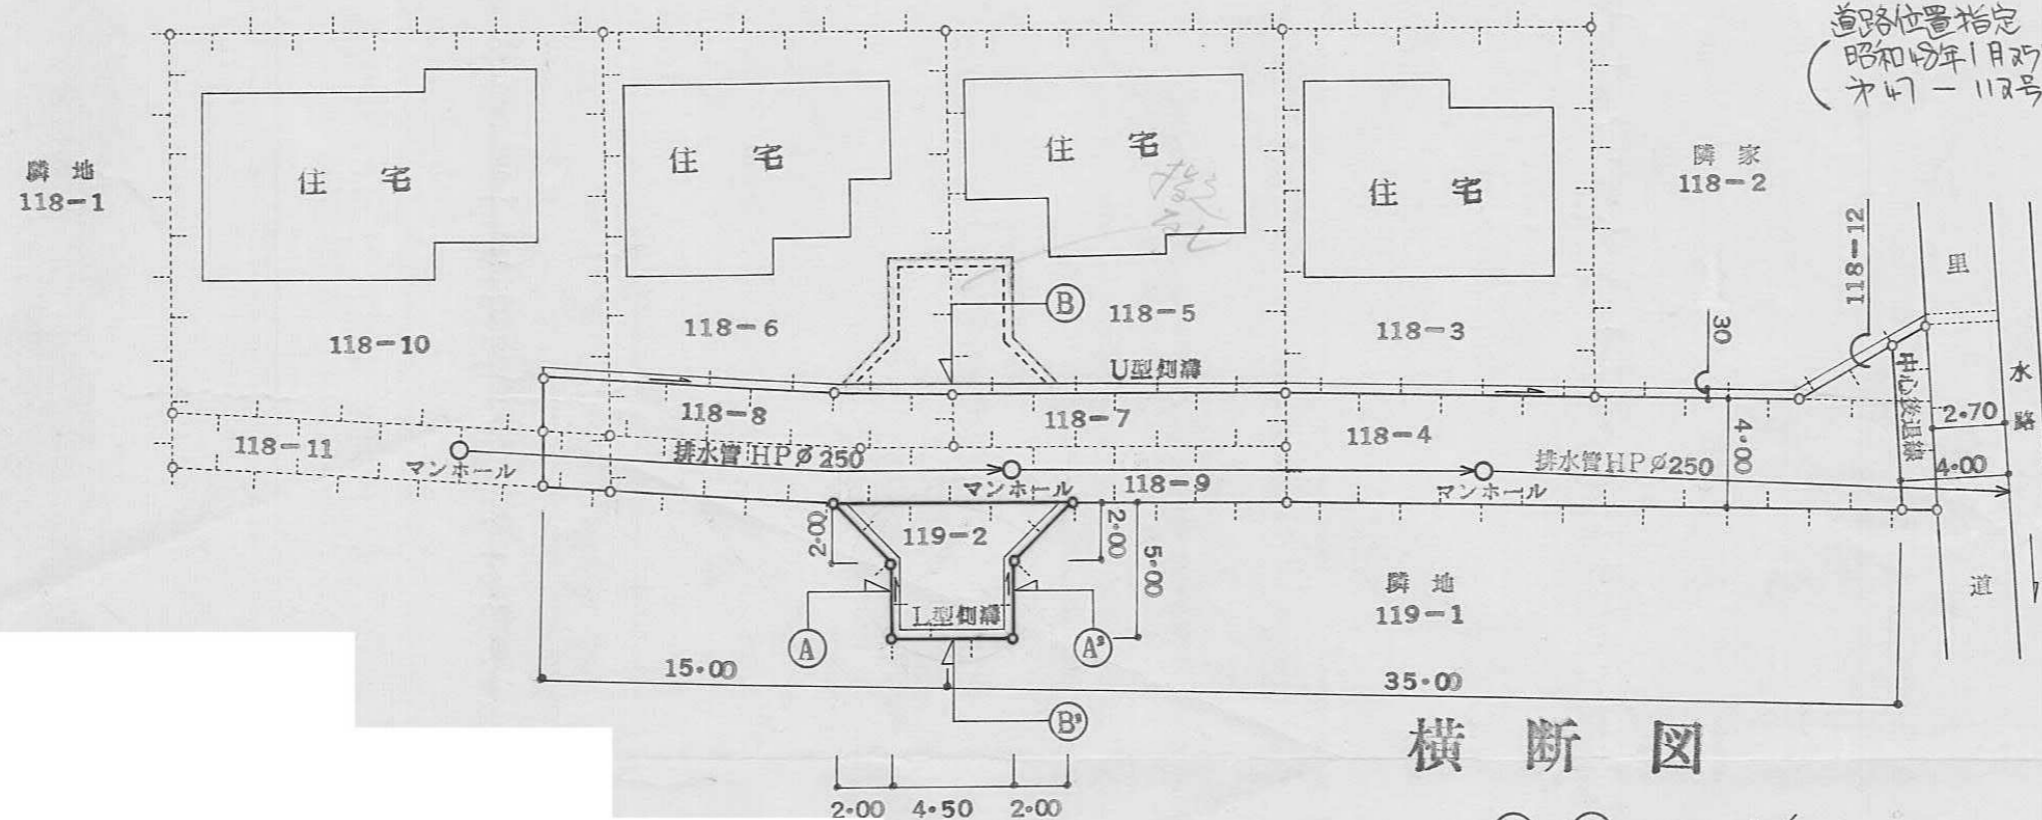 道路位置指定
昭和48年1月25
才47-112号
隣地
118-1
住宅
住宅
住宅
住宅
隣家
118-2
118-12
里
水路
道
118-10
118-6
B
118-5
118-3
U型側溝
30
中心後退線
2.70
4.00
118-11
118-8
118-7
118-4
4.00
マンホール
排水管HPØ250
マンホール
118-9
マンホール
排水管HPØ250
2.00
119-2
2.00
5.00
L型側溝
A
A'
隣地
119-1
15.00
35.00
B'
横断図
2.00 4.50 2.00